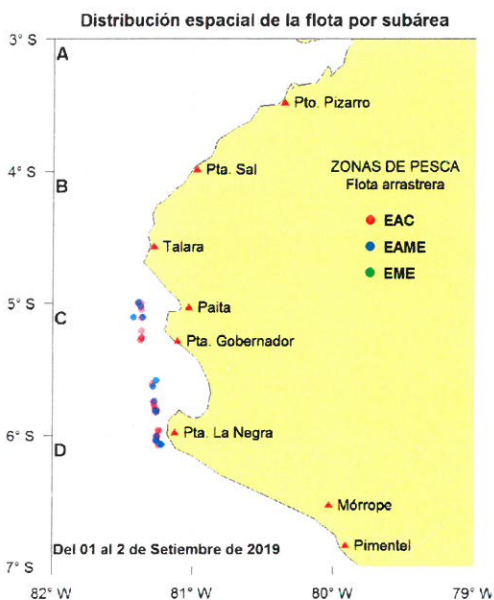 Distribución espacial de la flota por subárea
3° S
A
Pto. Pizarro
4° S
Pta. Sal
ZONAS DE PESCA
Flota arrastrera
B
EAC
Talara
EAME
EME
5° S
Paita
C
Pta. Gobernador
6° S
Pta. La Negra
D
Mórrope
Del 01 al 2 de Setiembre de 2019
Pimentel
7° S
82° W
81° W
80° W
79° W